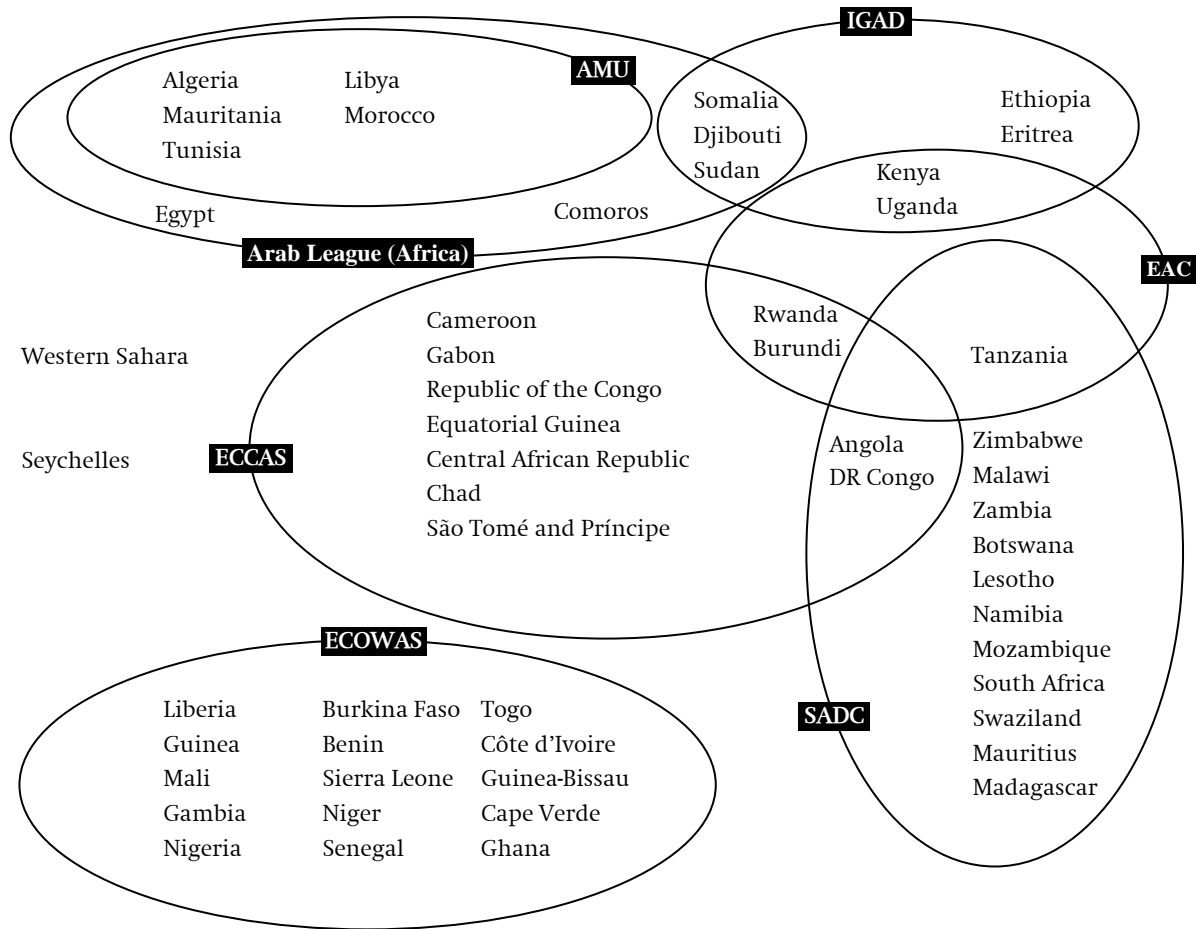 IGAD
AMU
Algeria Libya
Mauritania Morocco
Tunisia
Somalia
Djibouti
Sudan
Ethiopia
Eritrea
Kenya
Uganda
Egypt
Comoros
Arab League (Africa)
EAC
Rwanda
Burundi
Tanzania
Western Sahara
Seychelles
ECCAS
Cameroon
Gabon
Republic of the Congo
Equatorial Guinea
Central African Republic
Chad
São Tomé and Príncipe
Angola
DR Congo
Zimbabwe
Malawi
Zambia
Botswana
Lesotho
Namibia
Mozambique
South Africa
Swaziland
Mauritius
Madagascar
SADC
ECOWAS
Liberia Burkina Faso Togo
Guinea Benin Côte d’Ivoire
Mali Sierra Leone Guinea-Bissau
Gambia Niger Cape Verde
Nigeria Senegal Ghana